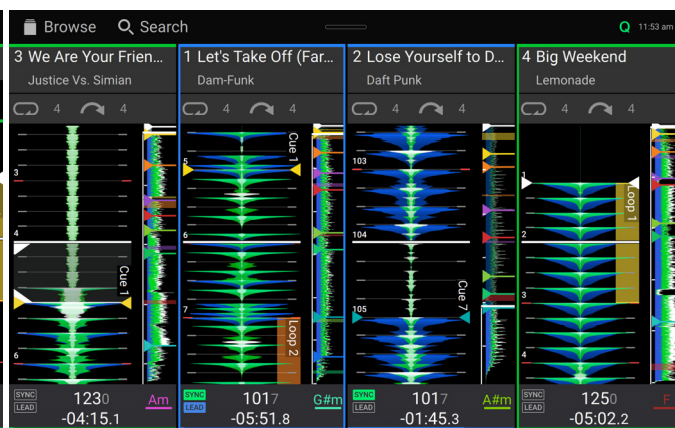 Browse
Search
Q
11:53 am
3 We Are Your Frien...
Justice Vs. Simian
4
4
3
4
Cue 1
6
SYNC
LEAD
1230
-04:15.1
Am
1 Let's Take Off (Far...
Dam-Funk
4
4
Cue 1
5
6
7
Loop 2
SYNC
LEAD
1017
-05:51.8
G#m
2 Lose Yourself to D...
Daft Punk
4
4
103
104
Cue 7
105
SYNC
LEAD
1017
-01:45.3
A#m
4 Big Weekend
Lemonade
4
4
1
Loop 1
2
3
4
SYNC
LEAD
1250
-05:02.2
F